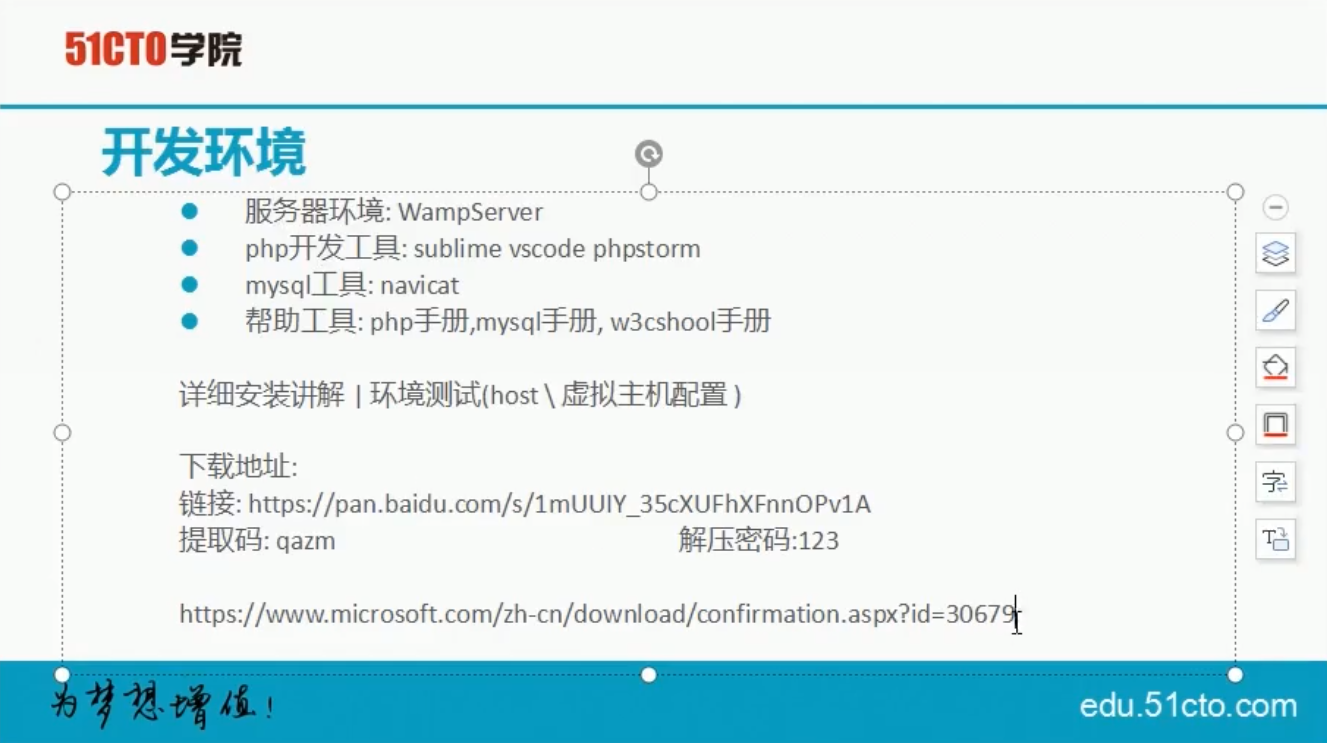 51CTO学院
开发环境
服务器环境: WampServer
php开发工具: sublime vscode phpstorm
mysql工具: navicat
帮助工具: php手册,mysql手册, w3cshool手册
详细安装讲解 | 环境测试(host \ 虚拟主机配置 )
下载地址:
链接: https://pan.baidu.com/s/1mUUIY_35cXUFhXFnnOPv1A
提取码: qazm 解压密码:123
https://www.microsoft.com/zh-cn/download/confirmation.aspx?id=30679
为梦想增值!
edu.51cto.com
字
T